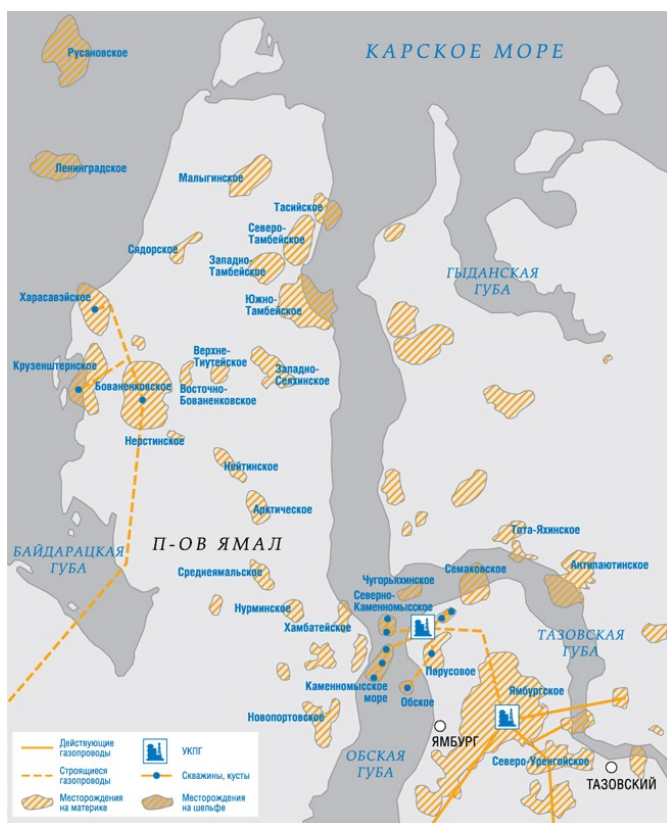 КАРСКОЕ МОРЕ
Русановское
Ленинградское
Малыгинское
Тасийское
Северо-
Тамбейское
Сядорское
Западно-
Тамбейское
ГЫДАНСКАЯ
ГУБА
Харасавэйское
Южно-
Тамбейское
Крузенштернское
Верхне-
Тиутейское
Западно-
Сеяхинское
Бованенковское
Восточно-
Бованенковское
Нерстинское
Нейтинское
Арктическое
Тота-Яхинское
П-ОВ ЯМАЛ
БАЙДАРАЦКАЯ
ГУБА
Антипаютинское
Семаковское
Среднеямальское
Чугорьяхинское
Северно-
Каменномысское
Нурминское
Хамбатейское
ТАЗОВСКАЯ
ГУБА
Парусовое
Каменномысское
море
Ямбургское
Обское
Новопортовское
ЯМБУРГ
ОБСКАЯ
ГУБА
Северо-Уренгойское
ТАЗОВСКИЙ
Действующие
газопроводы
УКПГ
Строящиеся
газопроводы
Скважины, кусты
Месторождения
на материке
Месторождения
на шельфе